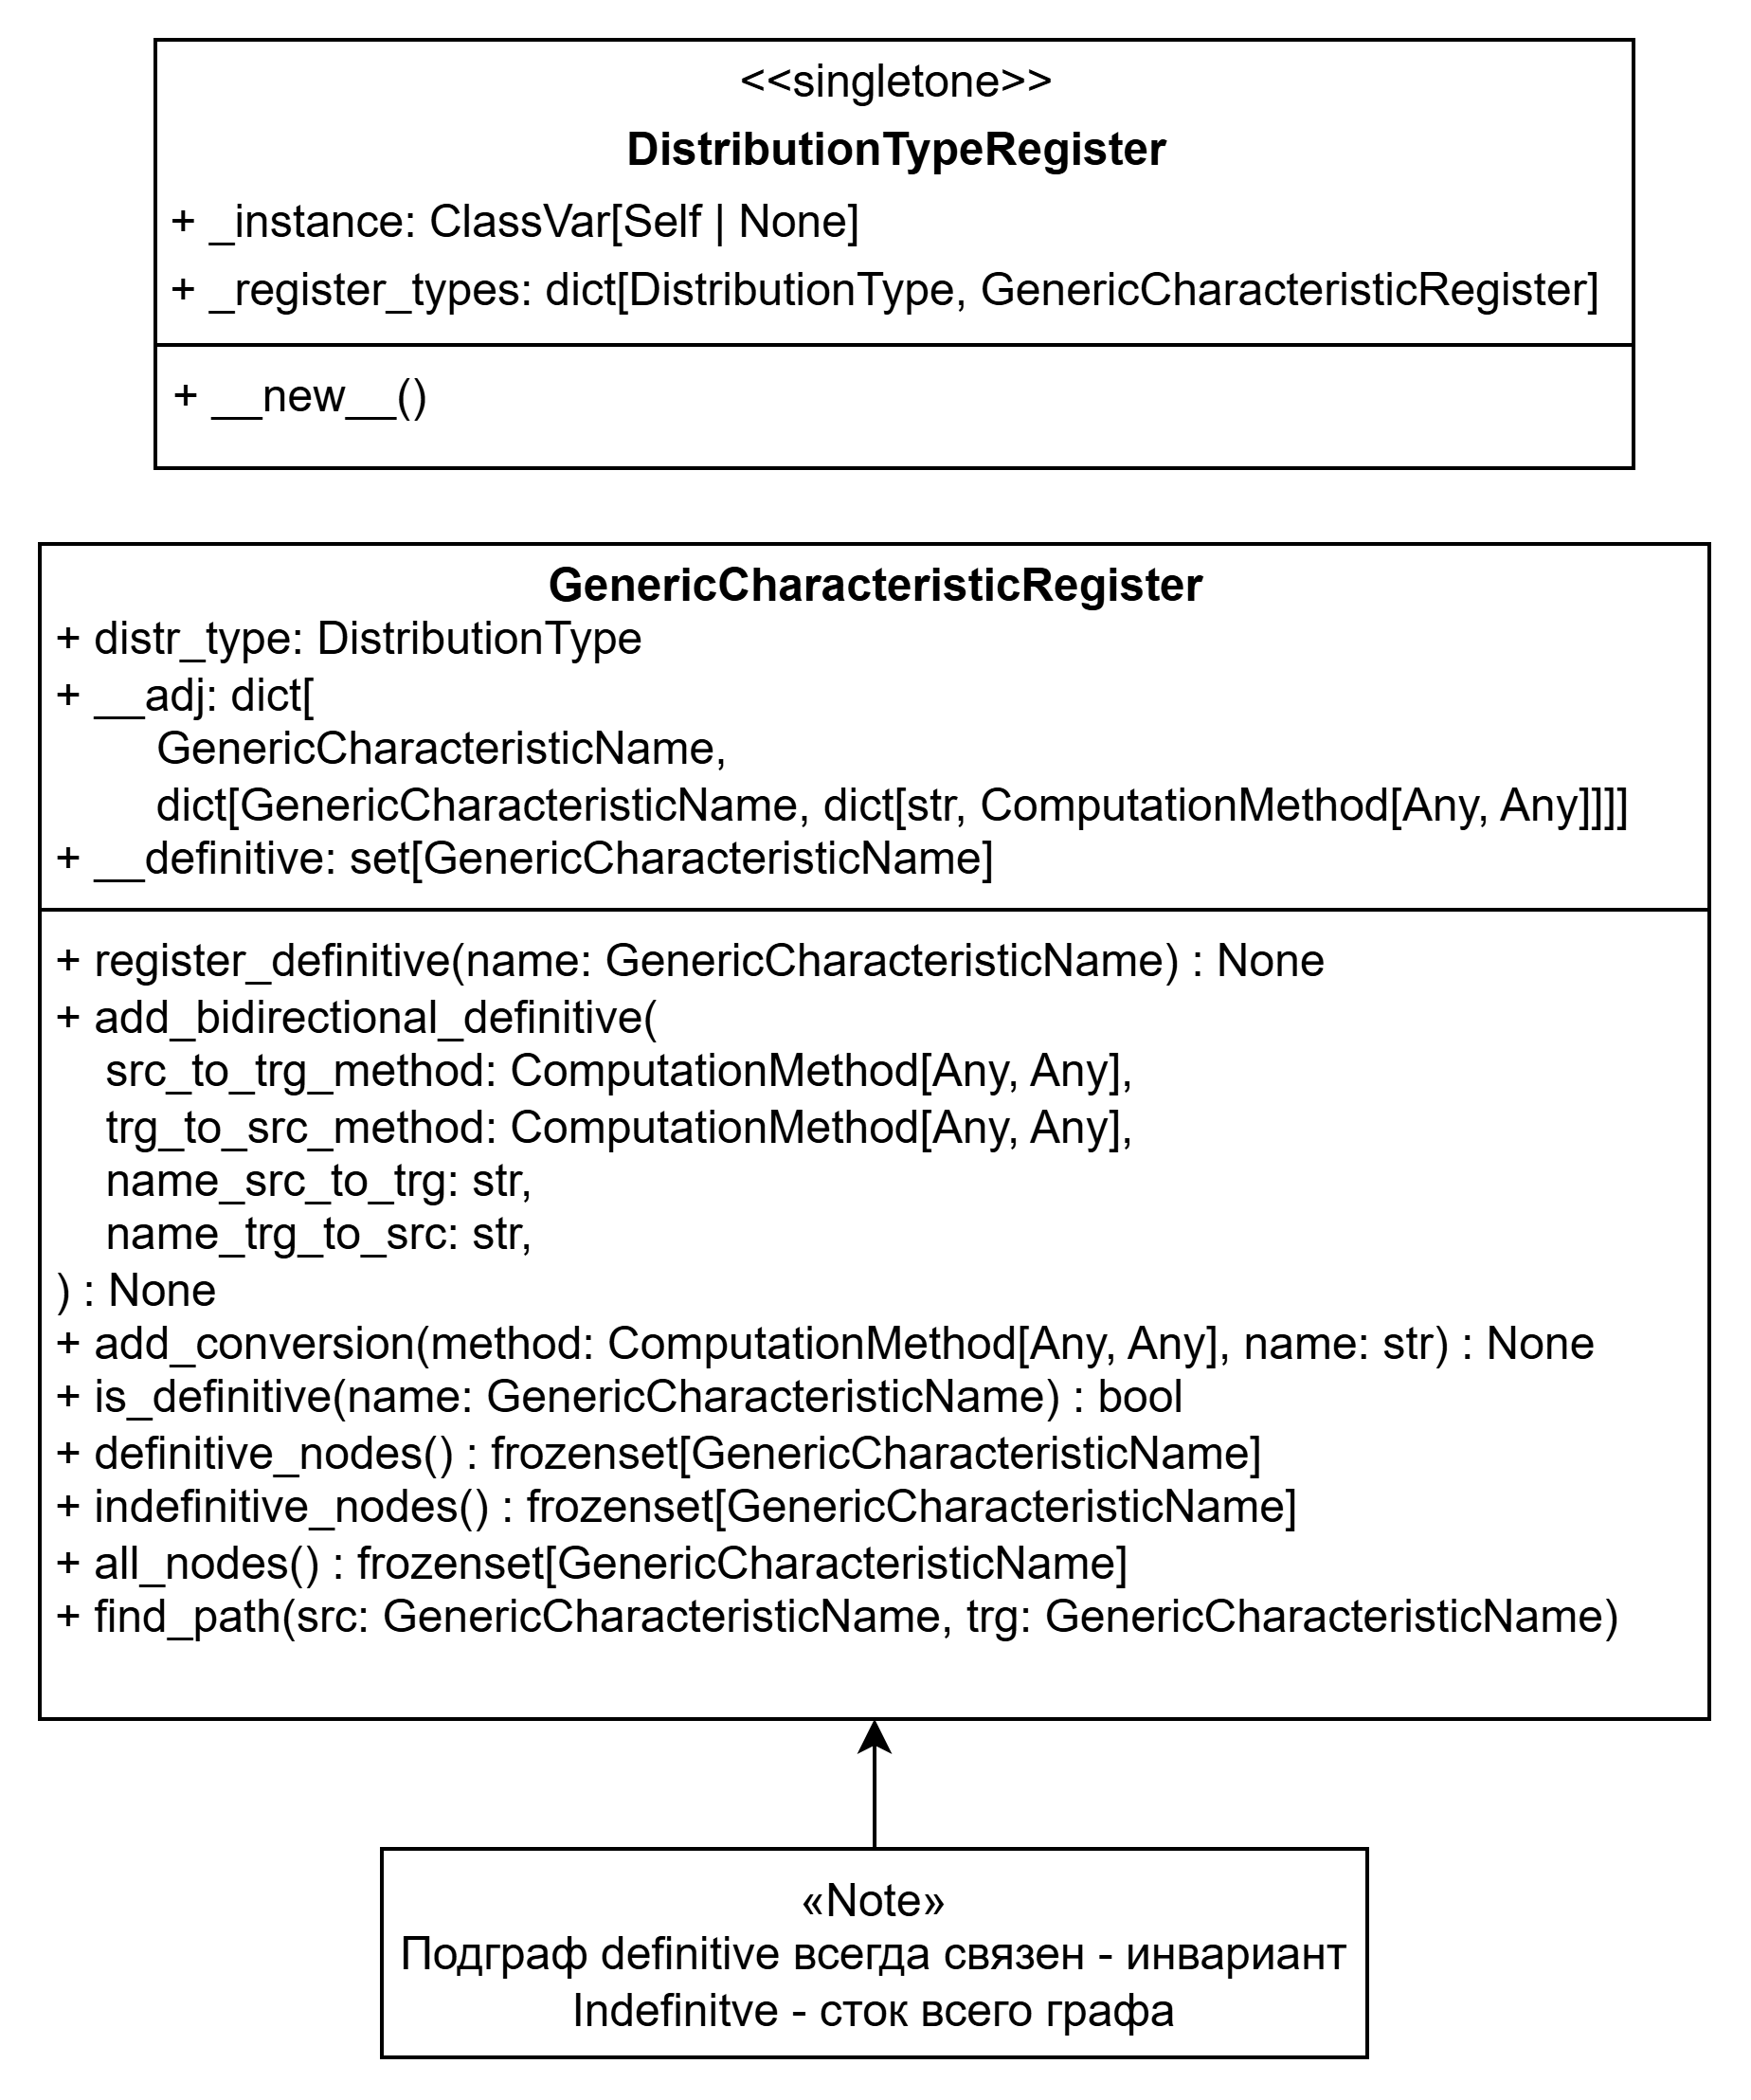 <<singletone>>
DistributionTypeRegister
+ _instance: ClassVar[Self | None]
+ _register_types: dict[DistributionType, GenericCharacteristicRegister]
+ __new__()
GenericCharacteristicRegister
+ distr_type: DistributionType
+ __adj: dict[
GenericCharacteristicName,
dict[GenericCharacteristicName, dict[str, ComputationMethod[Any, Any]]]]
+ __definitive: set[GenericCharacteristicName]
+ register_definitive(name: GenericCharacteristicName) : None
+ add_bidirectional_definitive(
src_to_trg_method: ComputationMethod[Any, Any],
trg_to_src_method: ComputationMethod[Any, Any],
name_src_to_trg: str,
name_trg_to_src: str,
) : None
+ add_conversion(method: ComputationMethod[Any, Any], name: str) : None
+ is_definitive(name: GenericCharacteristicName) : bool
+ definitive_nodes() : frozenset[GenericCharacteristicName]
+ indefinitive_nodes() : frozenset[GenericCharacteristicName]
+ all_nodes() : frozenset[GenericCharacteristicName]
+ find_path(src: GenericCharacteristicName, trg: GenericCharacteristicName)
«Note»
Подграф definitive всегда связен - инвариант
Indefinitve - сток всего графа